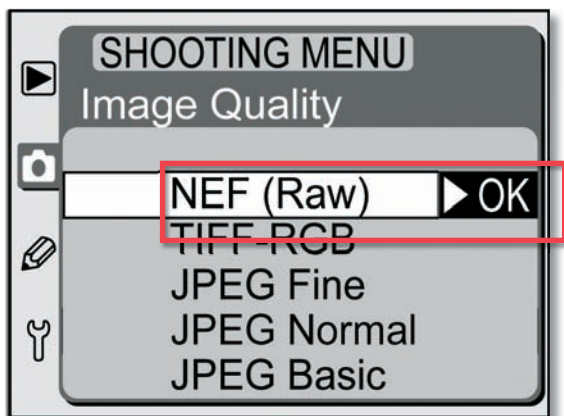 SHOOTING MENU
Image Quality
NEF (Raw) OK
TIFF-RGB
JPEG Fine
JPEG Normal
JPEG Basic